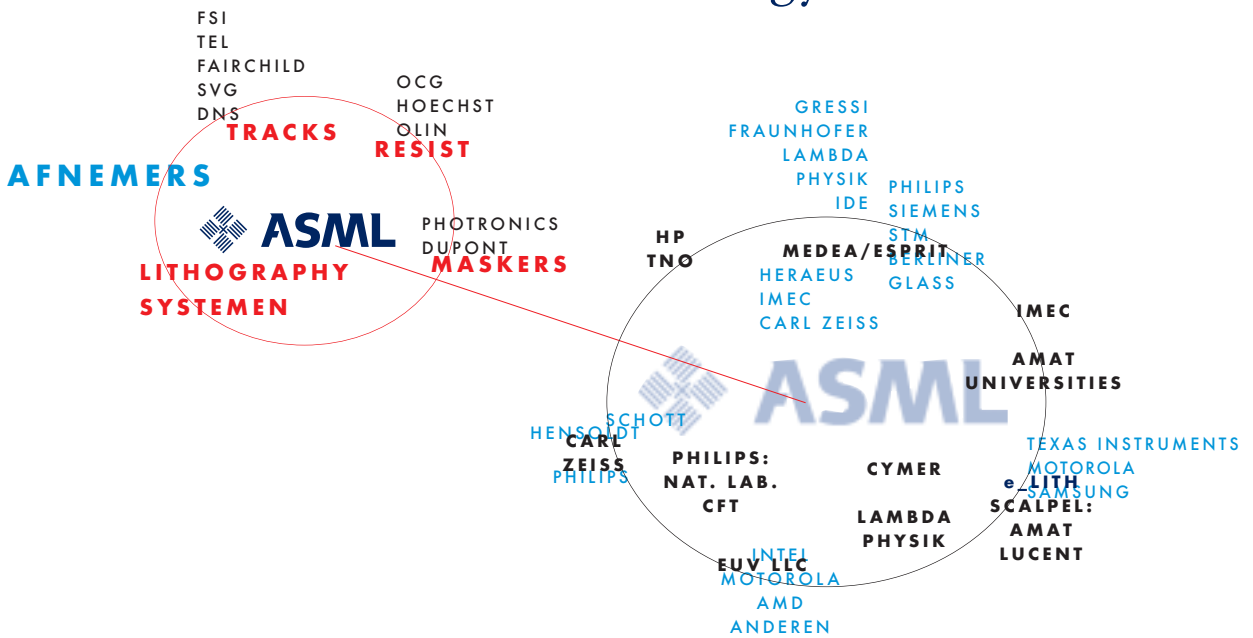 gy
FSI
TEL
FAIRCHILD
SVG
DNS
TRACKS
OCG
HOECHST
OLIN
RESIST
AFNEMERS
ASML
PHOTRONICS
DUPONT
MASKERS
LITHOGRAPHY
SYSTEMEN
GRESSI
FRAUNHOFER
LAMBDA
PHYSIK
IDE
PHILIPS
SIEMENS
STM
BERLINER
GLASS
HP
TNO
MEDEA/ESPRIT
HERAEUS
IMEC
CARL ZEISS
IMEC
AMAT
UNIVERSITIES
ASML
SCHOTT
HENSOLDT
CARL
ZEISS
PHILIPS
PHILIPS:
NAT. LAB.
CFT
CYMER
LAMBDA
PHYSIK
TEXAS INSTRUMENTS
MOTOROLA
SAMSUNG
e_LITH
SCALPEL:
AMAT
LUCENT
EUV LLC
INTEL
MOTOROLA
AMD
ANDEREN